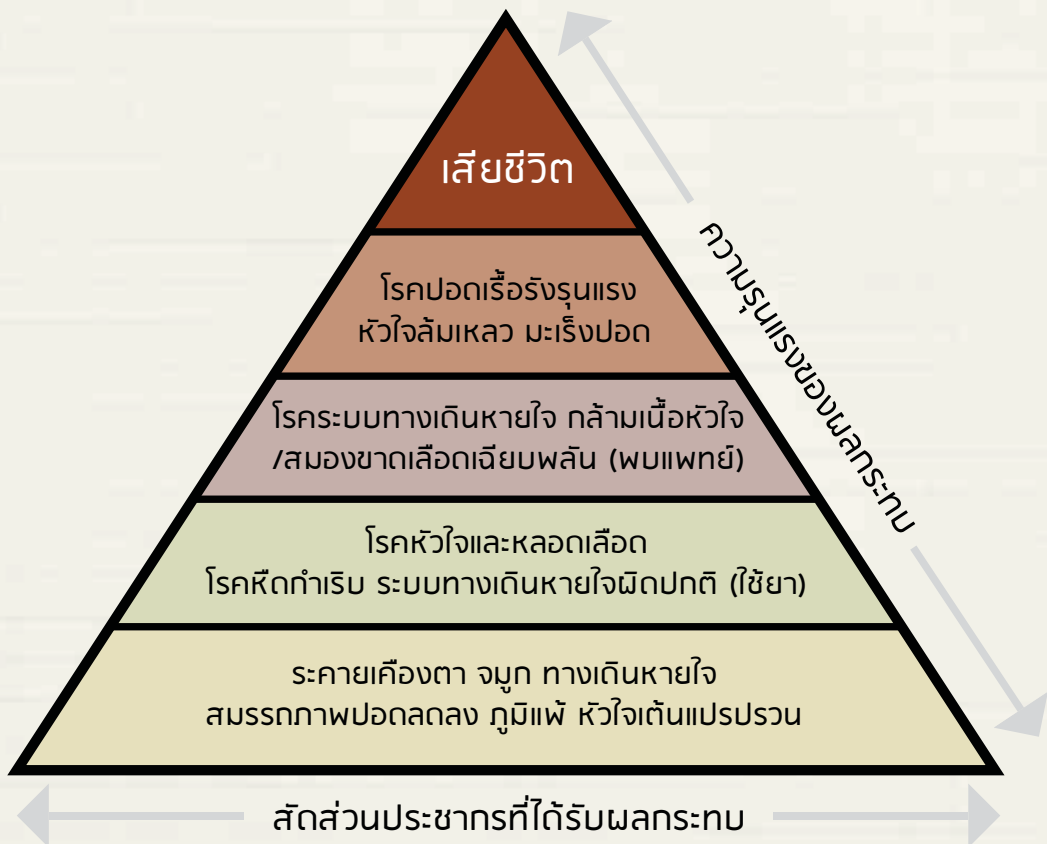 เสียชีวิต
โรคปอดเรื้อรังรุนแรง
หัวใจล้มเหลว มะเร็งปอด
โรคระบบทางเดินหายใจ กล้ามเนื้อหัวใจ
/สมองขาดเลือดเฉียบพลัน (พบแพทย์)
โรคหัวใจและหลอดเลือด
โรคหืดกำเริบ ระบบทางเดินหายใจผิดปกติ (ใช้ยา)
ระคายเคืองตา จมูก ทางเดินหายใจ
สมรรถภาพปอดลดลง ภูมิแพ้ หัวใจเต้นแปรปรวน
ความรุนแรงของผลกระทบ
สัดส่วนประชากรที่ได้รับผลกระทบ